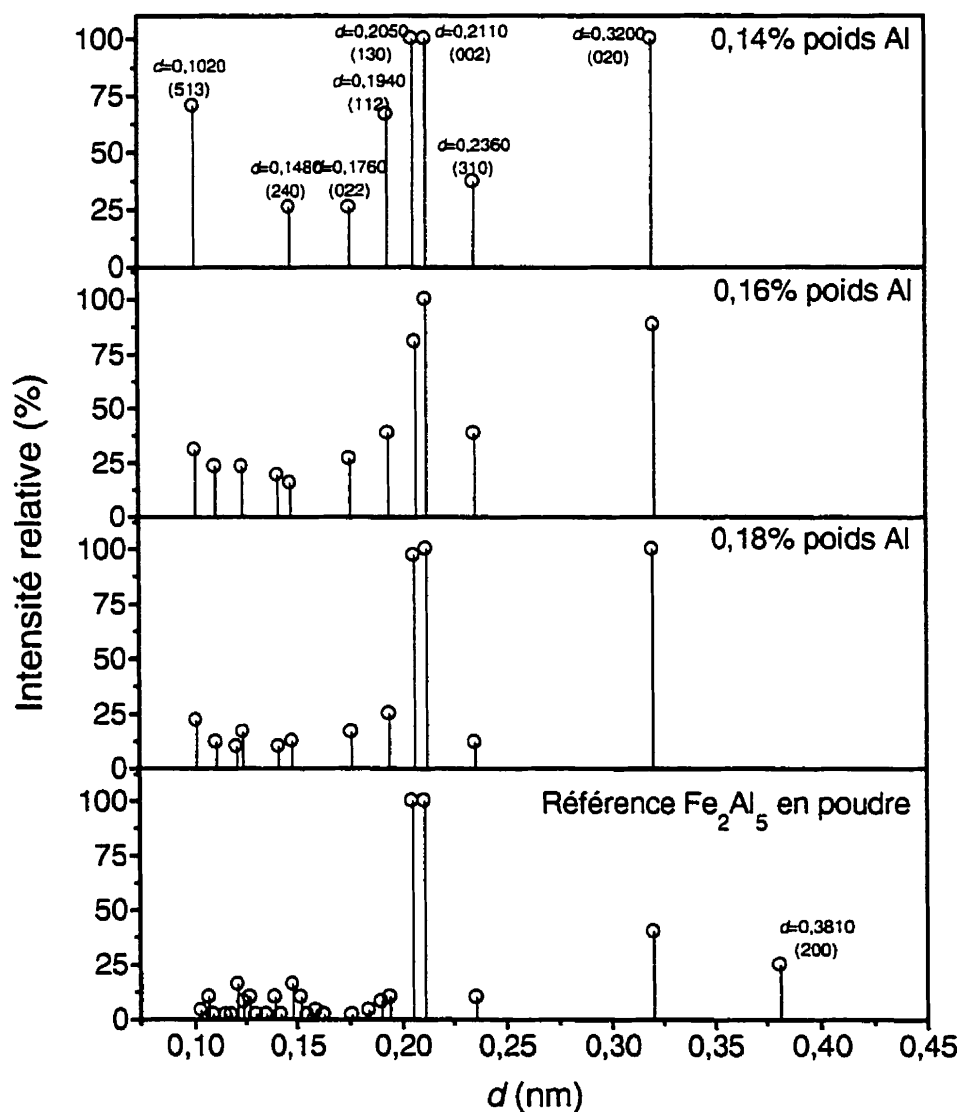 Intensité relative (%)
0,14% poids Al
100
75
50
25
0
d=0,1020
(513)
d=0,1480
(240)
d=0,1760
(022)
d=0,1940
(112)
d=0,2050
(130)
d=0,2110
(002)
d=0,2360
(310)
d=0,3200
(020)
0,16% poids Al
100
75
50
25
0
0,18% poids Al
100
75
50
25
0
Référence Fe₂Al₅ en poudre
100
75
50
25
0
d=0,3810
(200)
0,10 0,15 0,20 0,25 0,30 0,35 0,40 0,45
d (nm)